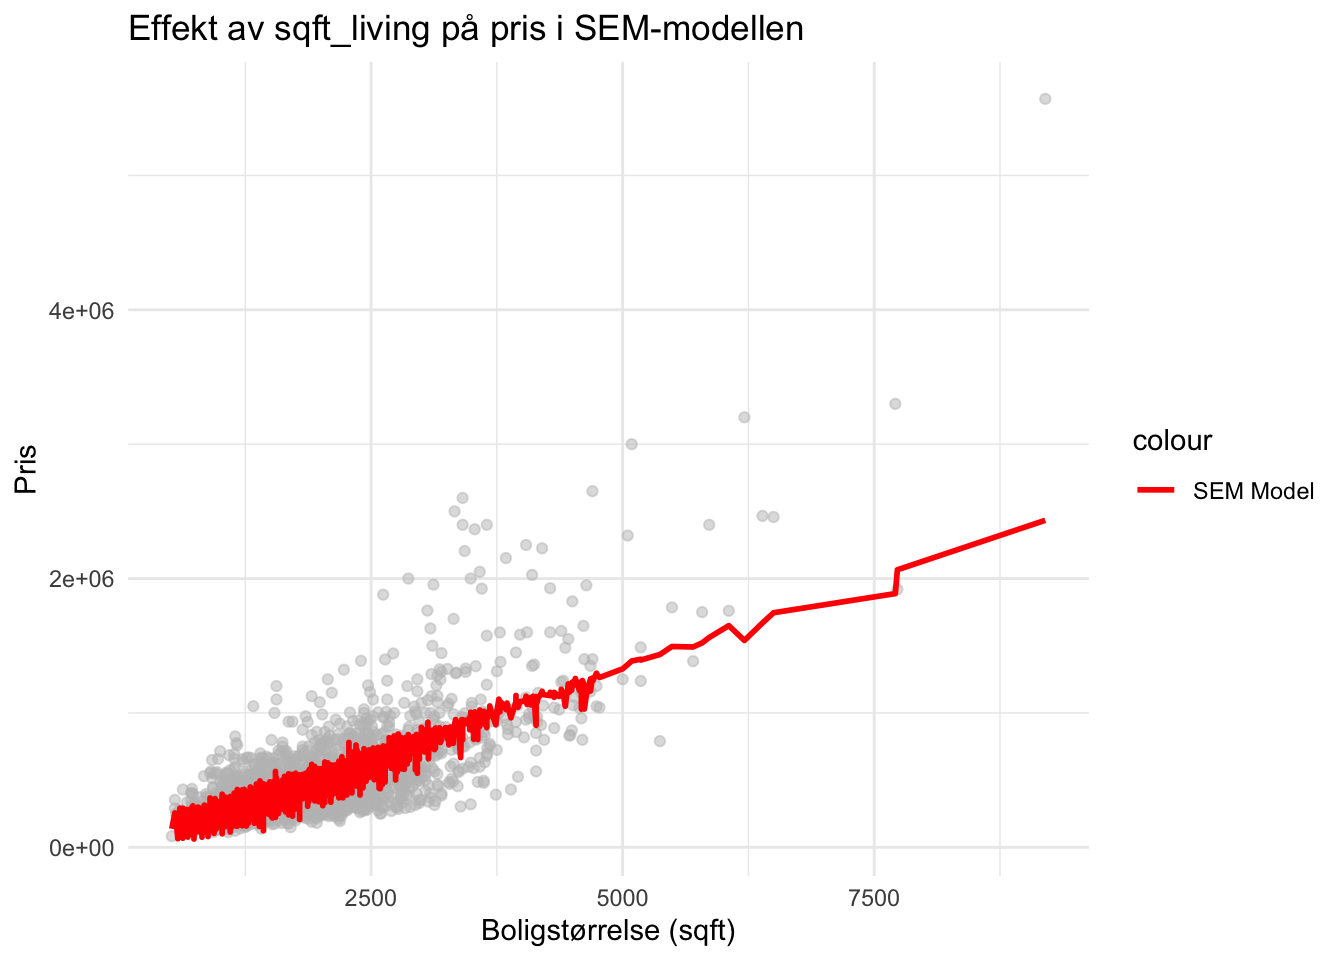 Effekt av sqft_living på pris i SEM-modellen
Pris
4e+06
2e+06
0e+00
2500
5000
7500
Boligstørrelse (sqft)
colour
SEM Model